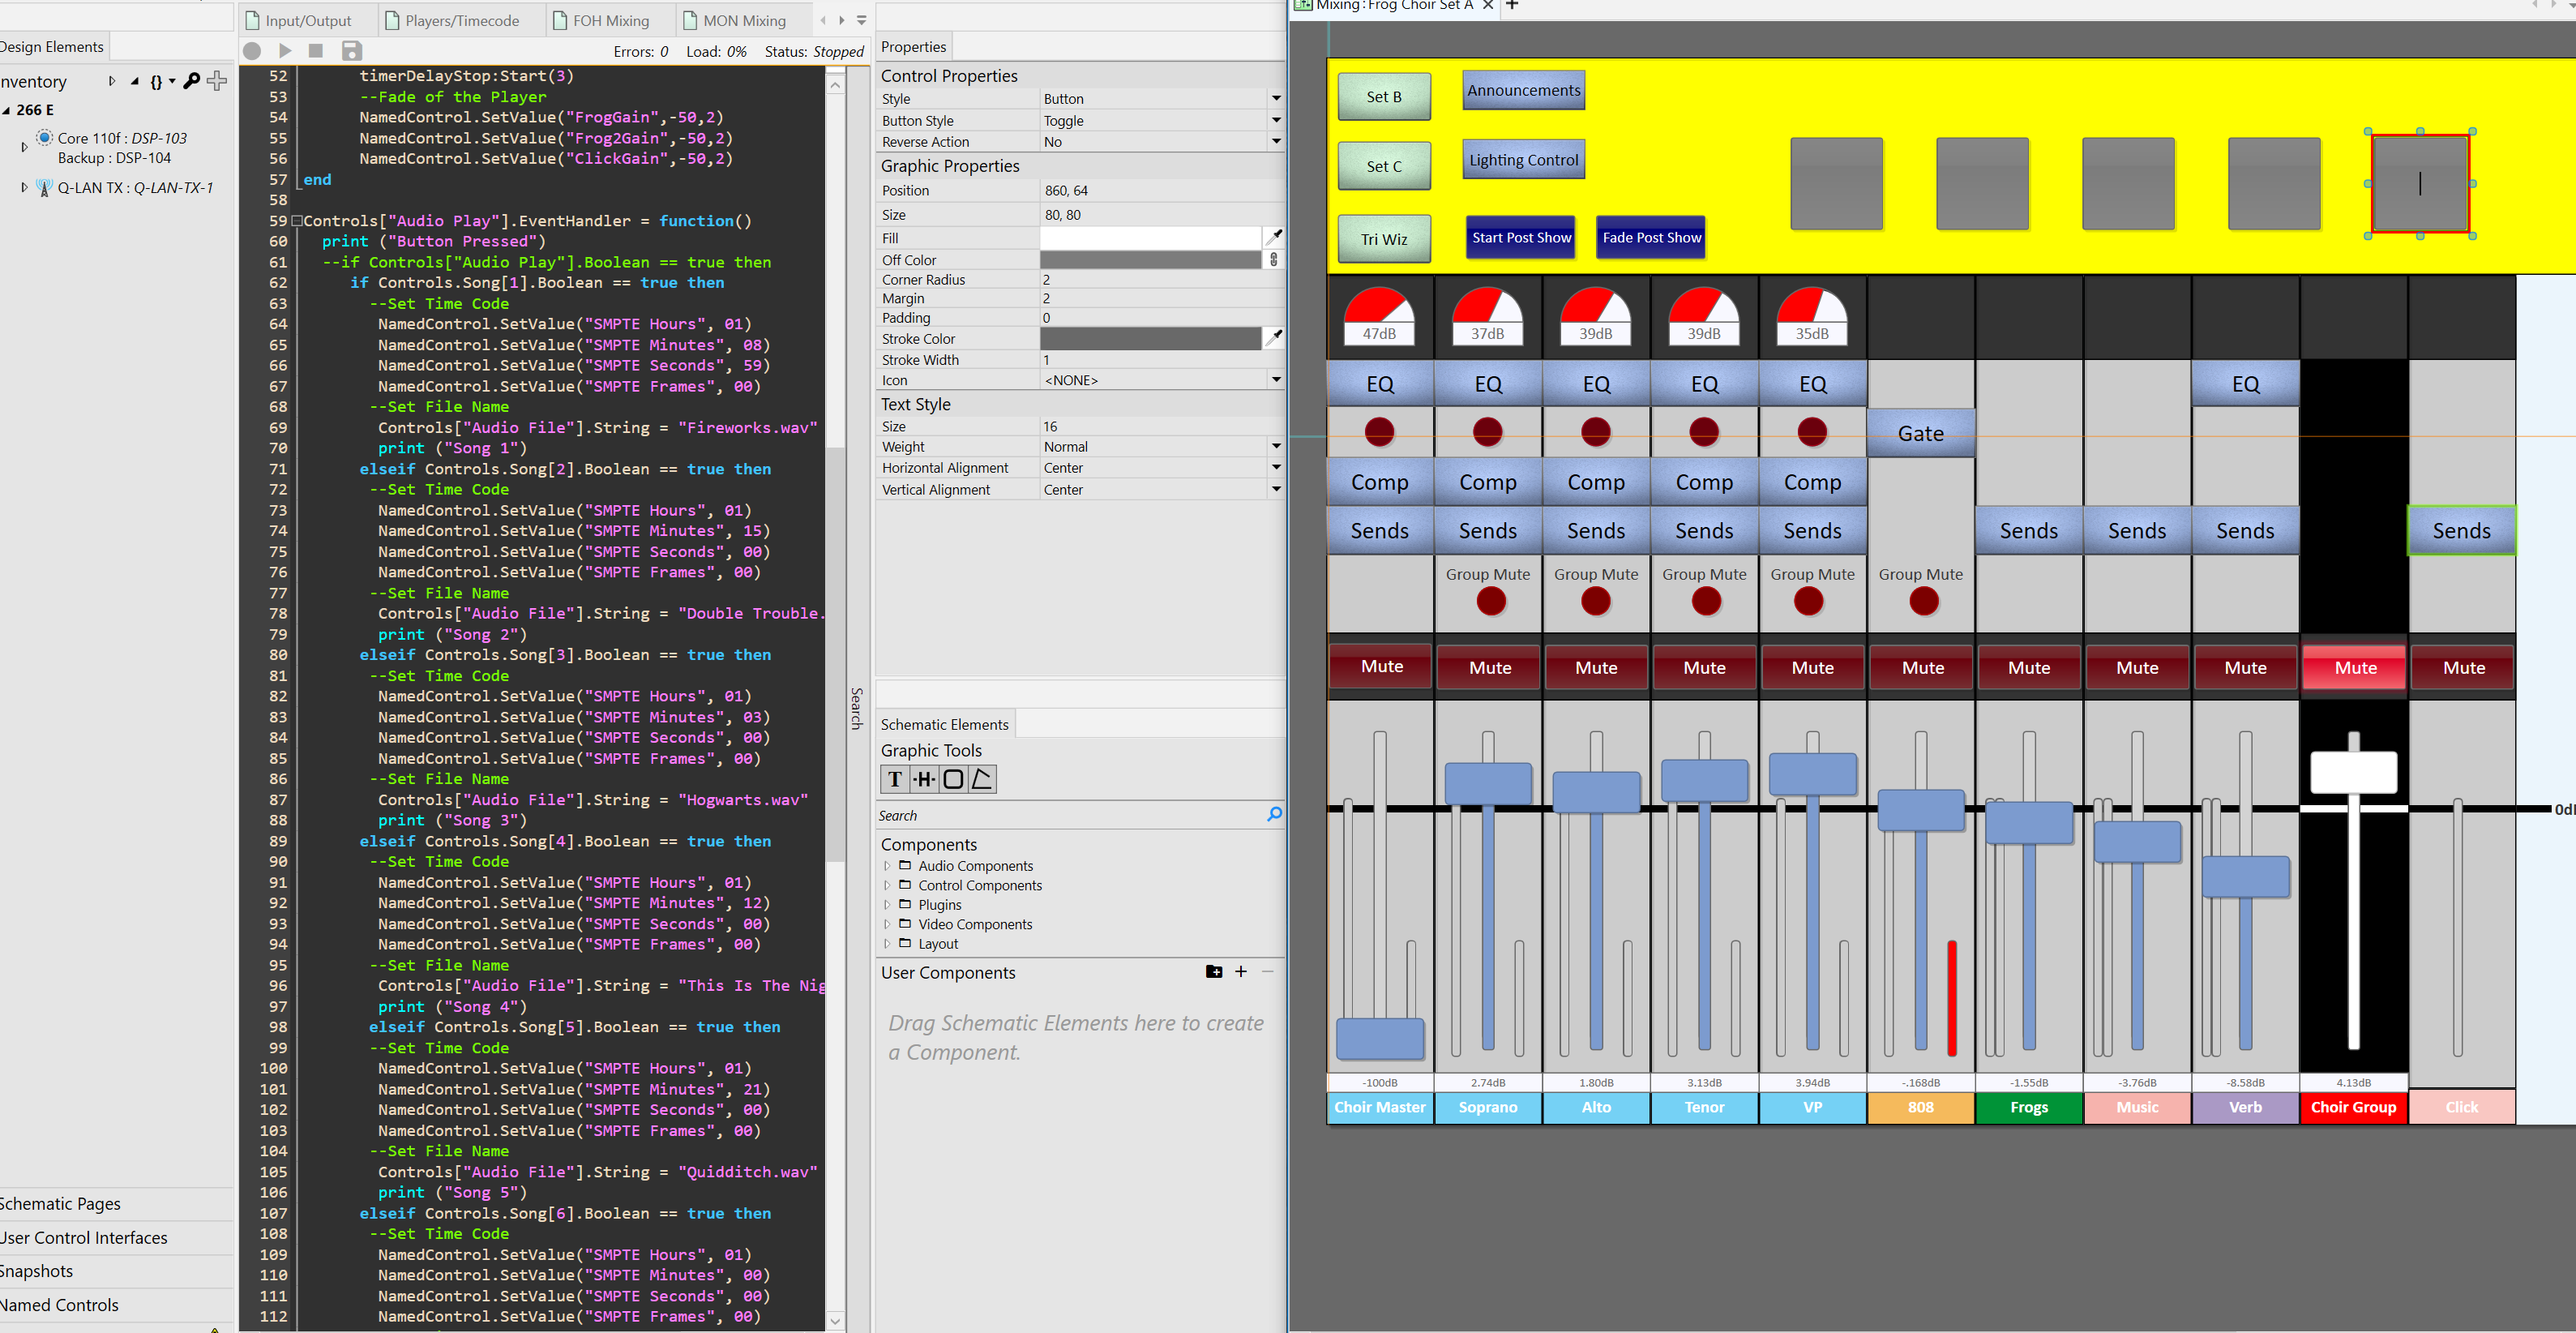 Input/Output
Players/Timecode
FOH Mixing
MON Mixing
Mixing: Frog Choir Set A
Design Elements
nventory
266 E
Core 110f : DSP-103
Backup : DSP-104
Q-LAN TX : Q-LAN-TX-1
Schematic Pages
User Control Interfaces
Snapshots
Named Controls
Errors: 0 Load: 0% Status: Stopped
52 timerDelayStop:Start(3)
53 --Fade of the Player
54 NamedControl.SetValue("FrogGain",-50,2)
55 NamedControl.SetValue("Frog2Gain",-50,2)
56 NamedControl.SetValue("ClickGain",-50,2)
57 end
58
59 Controls["Audio Play"].EventHandler = function()
60 print ("Button Pressed")
61 --if Controls["Audio Play"].Boolean == true then
62 if Controls.Song[1].Boolean == true then
63 --Set Time Code
64 NamedControl.SetValue("SMPTE Hours", 01)
65 NamedControl.SetValue("SMPTE Minutes", 08)
66 NamedControl.SetValue("SMPTE Seconds", 59)
67 NamedControl.SetValue("SMPTE Frames", 00)
68 --Set File Name
69 Controls["Audio File"].String = "Fireworks.wav"
70 print ("Song 1")
71 elseif Controls.Song[2].Boolean == true then
72 --Set Time Code
73 NamedControl.SetValue("SMPTE Hours", 01)
74 NamedControl.SetValue("SMPTE Minutes", 15)
75 NamedControl.SetValue("SMPTE Seconds", 00)
76 NamedControl.SetValue("SMPTE Frames", 00)
77 --Set File Name
78 Controls["Audio File"].String = "Double Trouble.
79 print ("Song 2")
80 elseif Controls.Song[3].Boolean == true then
81 --Set Time Code
82 NamedControl.SetValue("SMPTE Hours", 01)
83 NamedControl.SetValue("SMPTE Minutes", 03)
84 NamedControl.SetValue("SMPTE Seconds", 00)
85 NamedControl.SetValue("SMPTE Frames", 00)
86 --Set File Name
87 Controls["Audio File"].String = "Hogwarts.wav"
88 print ("Song 3")
89 elseif Controls.Song[4].Boolean == true then
90 --Set Time Code
91 NamedControl.SetValue("SMPTE Hours", 01)
92 NamedControl.SetValue("SMPTE Minutes", 12)
93 NamedControl.SetValue("SMPTE Seconds", 00)
94 NamedControl.SetValue("SMPTE Frames", 00)
95 --Set File Name
96 Controls["Audio File"].String = "This Is The Nig
97 print ("Song 4")
98 elseif Controls.Song[5].Boolean == true then
99 --Set Time Code
100 NamedControl.SetValue("SMPTE Hours", 01)
101 NamedControl.SetValue("SMPTE Minutes", 21)
102 NamedControl.SetValue("SMPTE Seconds", 00)
103 NamedControl.SetValue("SMPTE Frames", 00)
104 --Set File Name
105 Controls["Audio File"].String = "Quidditch.wav"
106 print ("Song 5")
107 elseif Controls.Song[6].Boolean == true then
108 --Set Time Code
109 NamedControl.SetValue("SMPTE Hours", 01)
110 NamedControl.SetValue("SMPTE Minutes", 00)
111 NamedControl.SetValue("SMPTE Seconds", 00)
112 NamedControl.SetValue("SMPTE Frames", 00)
Search
Properties
Control Properties
Style Button
Button Style Toggle
Reverse Action No
Graphic Properties
Position 860, 64
Size 80, 80
Fill
Off Color
Corner Radius 2
Margin 2
Padding 0
Stroke Color
Stroke Width 1
Icon <NONE>
Text Style
Size 16
Weight Normal
Horizontal Alignment Center
Vertical Alignment Center
Schematic Elements
Graphic Tools
T H
Search
Components
Audio Components
Control Components
Plugins
Video Components
Layout
User Components
Drag Schematic Elements here to create
a Component.
Set B Announcements
Set C Lighting Control
Tri Wiz Start Post Show Fade Post Show
47dB 37dB 39dB 39dB 35dB
EQ EQ EQ EQ EQ EQ
Gate
Comp Comp Comp Comp Comp
Sends Sends Sends Sends Sends Sends Sends Sends Sends
Group Mute Group Mute Group Mute Group Mute Group Mute
Mute Mute Mute Mute Mute Mute Mute Mute Mute Mute Mute
0d
-100dB 2.74dB 1.80dB 3.13dB 3.94dB -.168dB -1.55dB -3.76dB -8.58dB 4.13dB
Choir Master Soprano Alto Tenor VP 808 Frogs Music Verb Choir Group Click